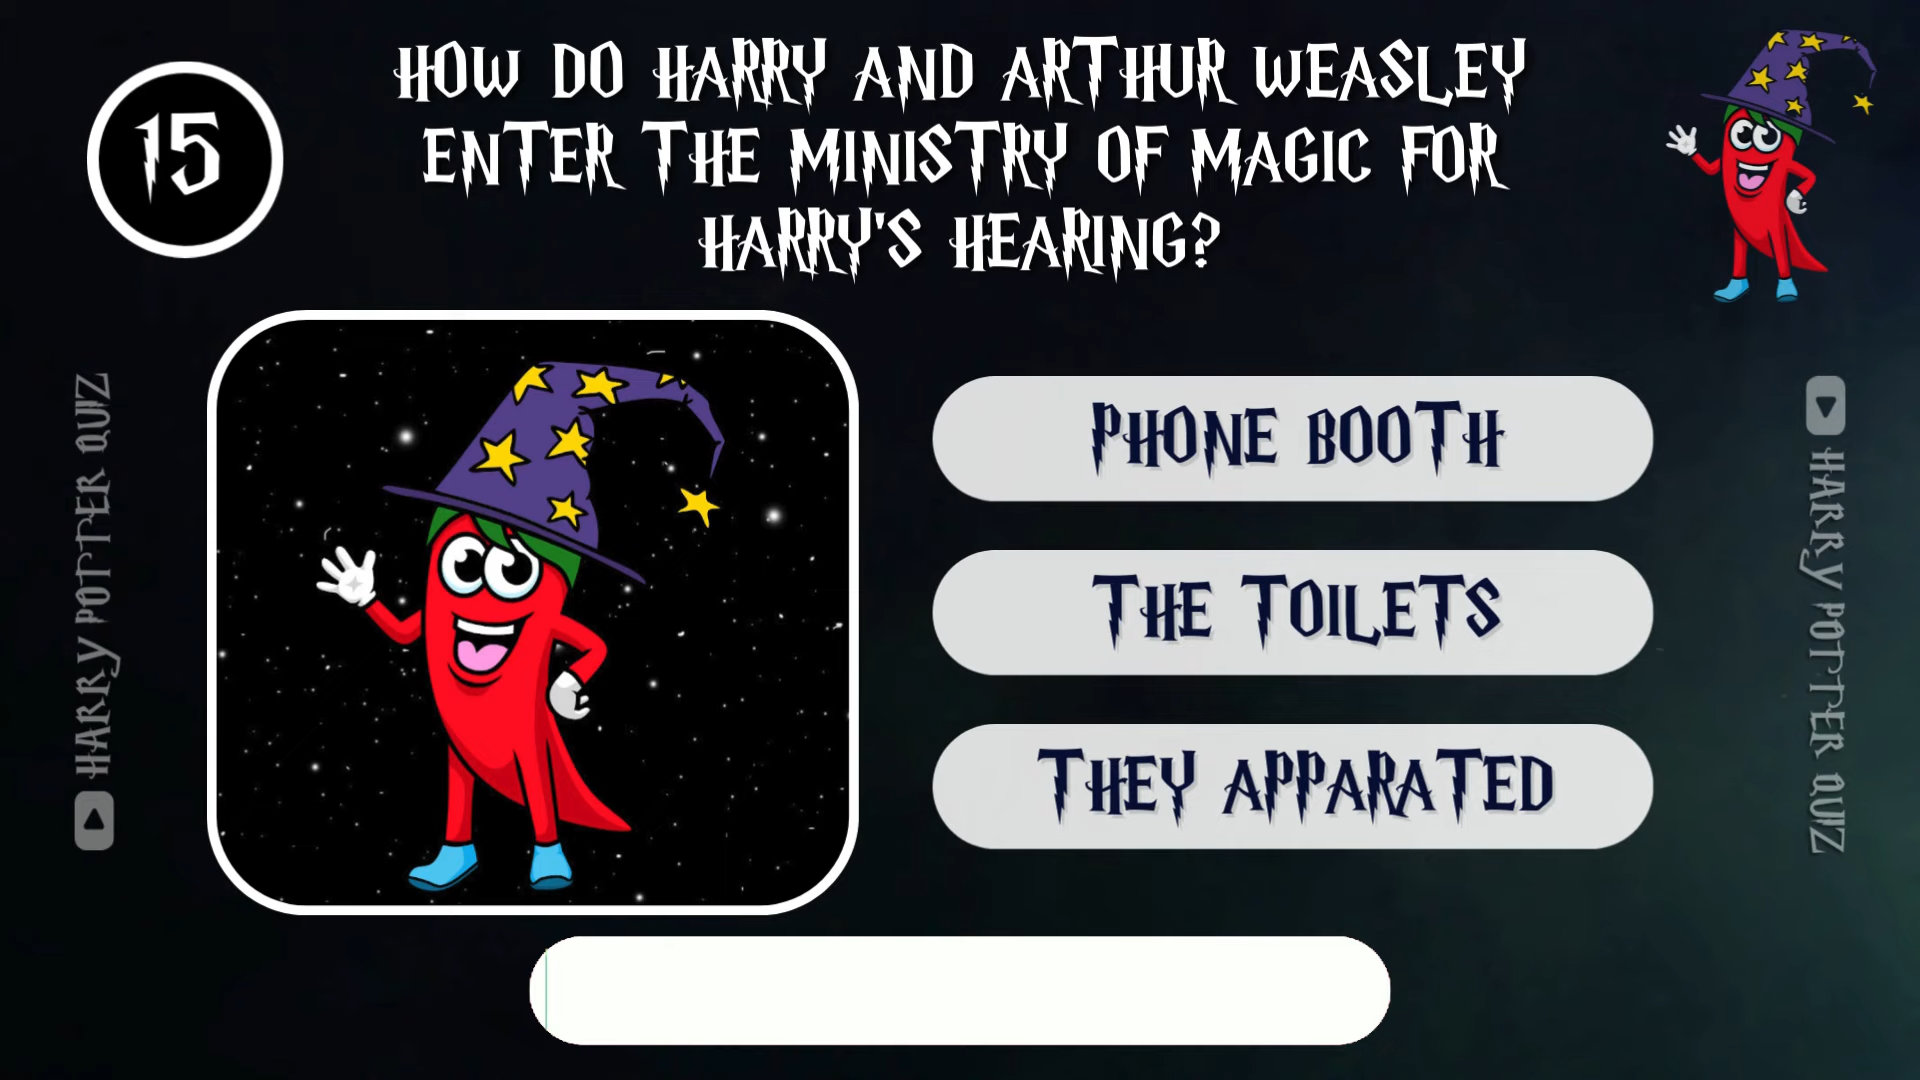 15
HOW DO HARRY AND ARTHUR WEASLEY
ENTER THE MINISTRY OF MAGIC FOR
HARRY'S HEARING?
HARRY POTTER QUIZ
PHONE BOOTH
THE TOILETS
THEY APPARATED
HARRY POTTER QUIZ